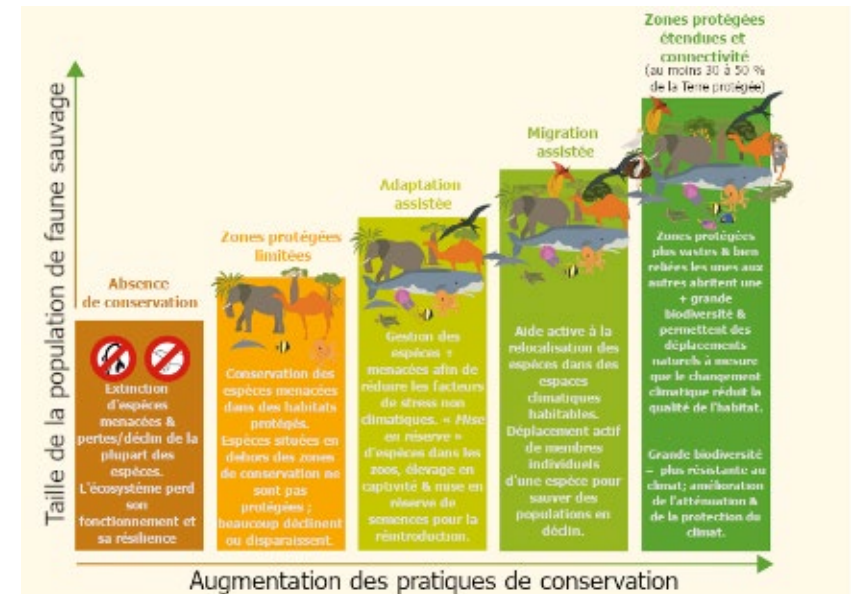 Taille de la population de faune sauvage
Absence
de conservation
Extinction
d'espèces
menacées &
pertes/déclin de la
plupart des
espèces.
L'écosystème perd
son
fonctionnement et
sa résilience
Zones protégées
limitées
Conservation des
espèces menacées
dans des habitats
protégés.
Espèces situées en
dehors des zones
de conservation ne
sont pas
protégées ;
beaucoup déclinent
ou disparaissent.
Adaptation
assistée
Gestion des
espèces +
menacées afin de
réduire les facteurs
de stress non
climatiques. « Mise
en réserve »
d'espèces dans les
zoos, élevage en
captivité & mise en
réserve de
semences pour la
réintroduction.
Migration
assistée
Aide active à la
relocalisation des
espèces dans des
espaces
climatiques
habitables.
Déplacement actif
de membres
individuels
d'une espèce pour
sauver des
populations en
déclin.
Zones protégées
étendues et
connectivité
(au moins 30 à 50 %
de la Terre protégée)
Zones protégées
plus vastes & bien
reliées les unes aux
autres abritent une
+ grande
biodiversité &
permettent des
déplacements
naturels à mesure
que le changement
climatique réduit la
qualité de l'habitat.
Grande biodiversité
– plus résistante au
climat; amélioration
de l'atténuation &
de la protection du
climat.
Augmentation des pratiques de conservation